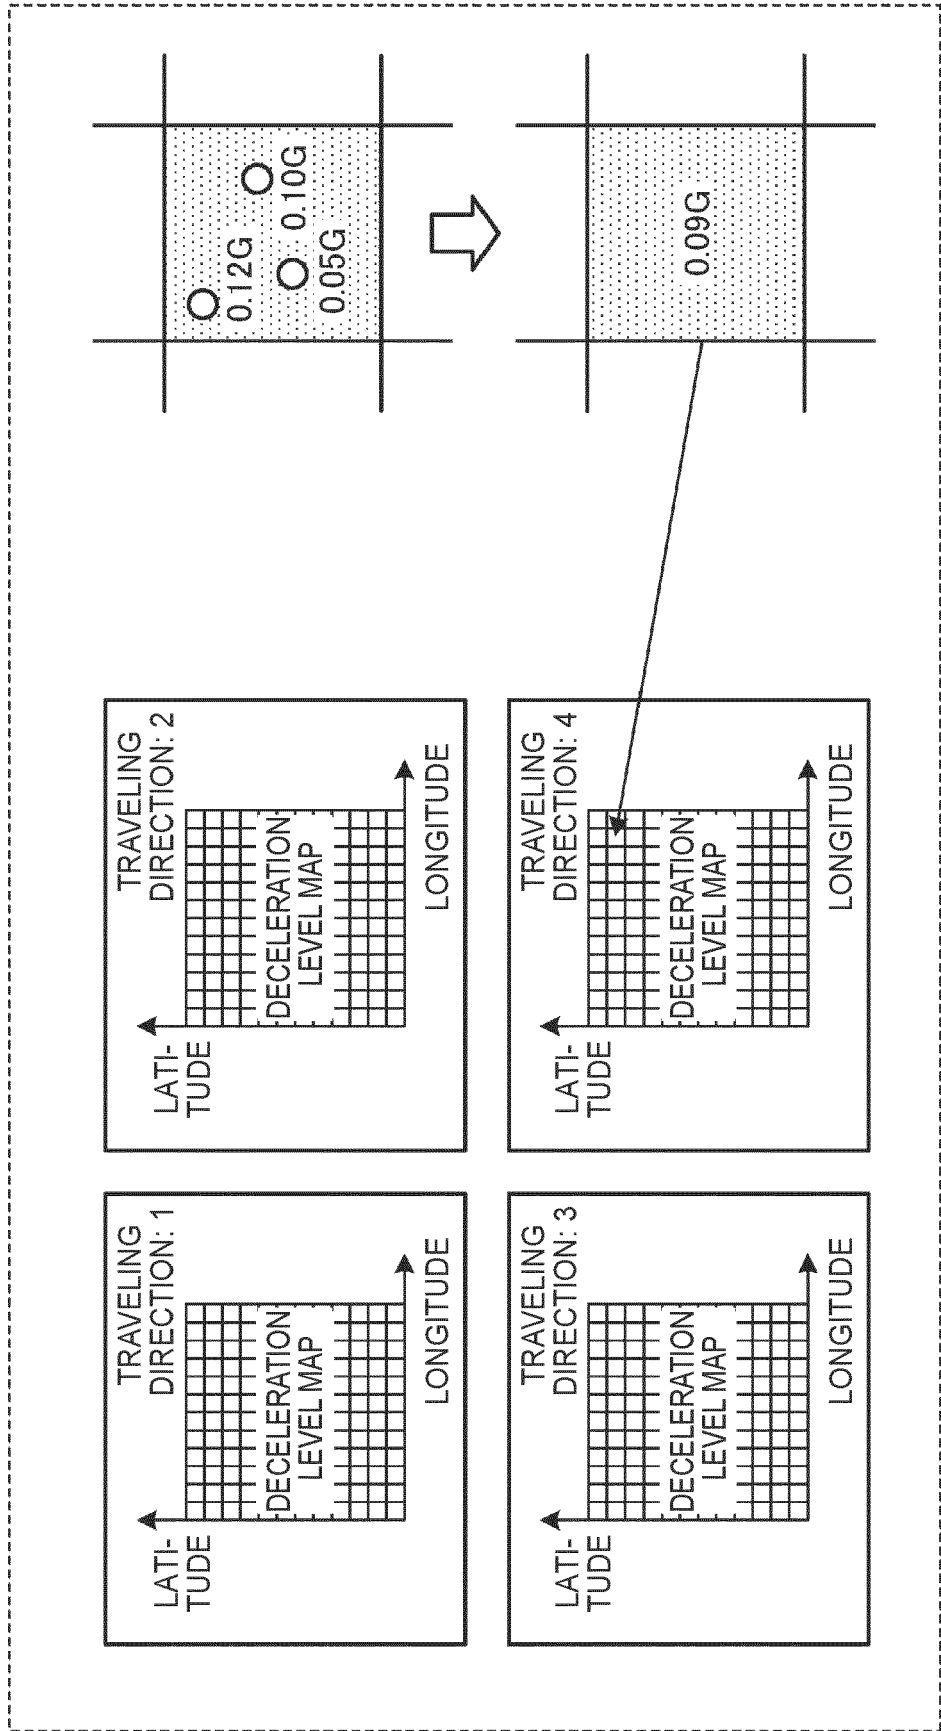 TRAVELING
DIRECTION: 1
LATI-
TUDE
DECELERATION
LEVEL MAP
LONGITUDE
TRAVELING
DIRECTION: 2
LATI-
TUDE
DECELERATION
LEVEL MAP
LONGITUDE
0.12G
0.10G
0.05G
TRAVELING
DIRECTION: 3
LATI-
TUDE
DECELERATION
LEVEL MAP
LONGITUDE
TRAVELING
DIRECTION: 4
LATI-
TUDE
DECELERATION
LEVEL MAP
LONGITUDE
0.09G